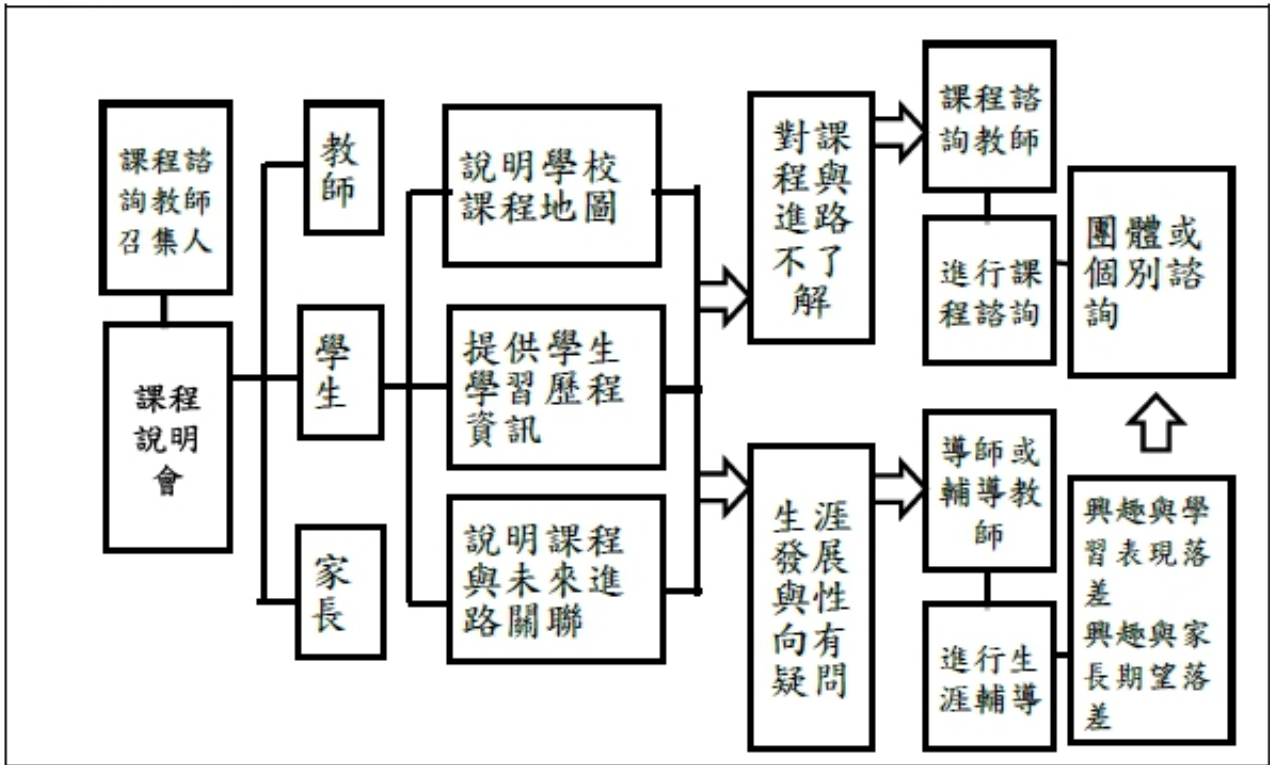 課程諮
詢教師
召集人
課程
說明
會
教
師
學
生
家
長
說明學校
課程地圖
提供學生
學習歷程
資訊
說明課程
與未來進
路關聯
對課
程與
進路
不了
解
生涯
發展
與性
向有
疑問
課程諮
詢教師
進行課
程諮詢
團體或
個別諮
詢
導師或
輔導教
師
進行生
涯輔導
興趣與學
習表現落
差
興趣與家
長期望落
差